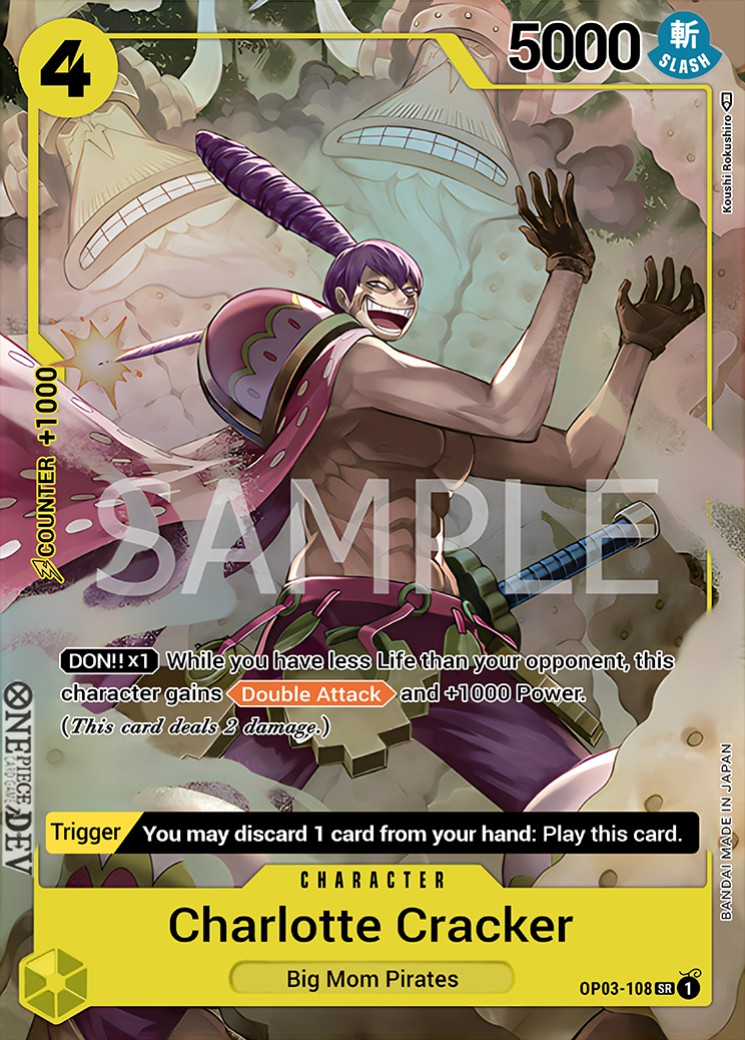 4
5000
斬
SLASH
Koushi Rokushiro
COUNTER +1000
SAMPLE
DON!! x1 While you have less Life than your opponent, this
character gains Double Attack and +1000 Power.
(This card deals 2 damage.)
ONE PIECE
CARD GAME
.DEV
Trigger You may discard 1 card from your hand: Play this card.
BANDAI MADE IN JAPAN
CHARACTER
Charlotte Cracker
Big Mom Pirates
OP03-108 SR 1